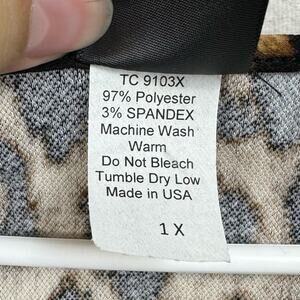 TC 9103X
97% Polyester
3% SPANDEX
Machine Wash
Warm
Do Not Bleach
Tumble Dry Low
Made in USA
1 X